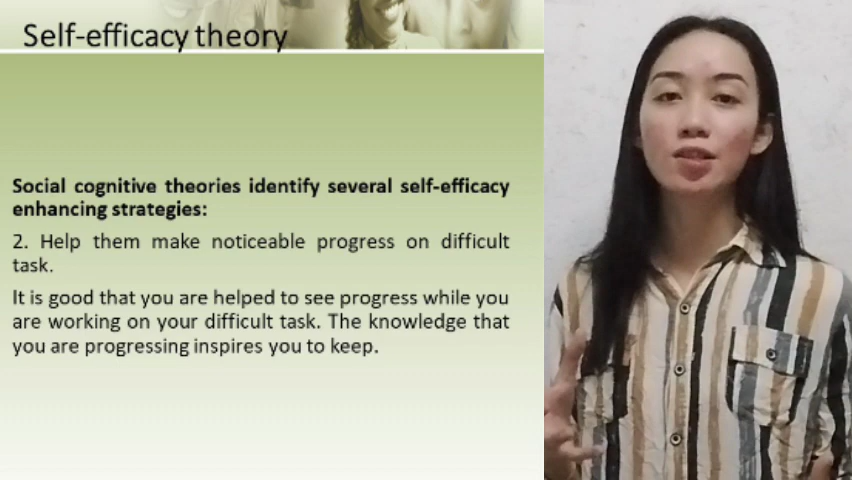 Self-efficacy theory
Social cognitive theories identify several self-efficacy
enhancing strategies:
2. Help them make noticeable progress on difficult
task.
It is good that you are helped to see progress while you
are working on your difficult task. The knowledge that
you are progressing inspires you to keep.